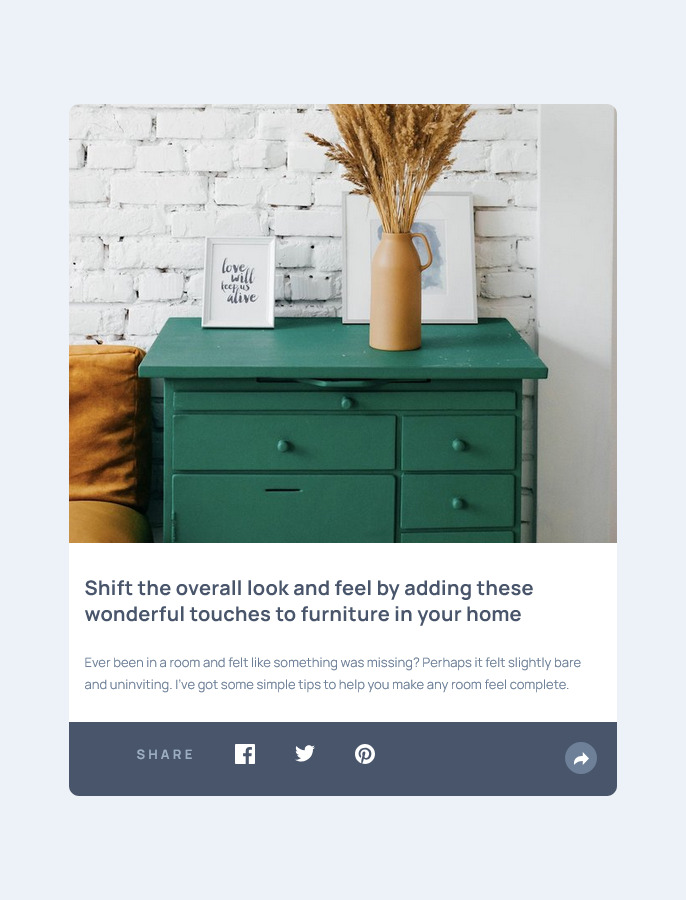 love
will
keep us
alive
Shift the overall look and feel by adding these
wonderful touches to furniture in your home
Ever been in a room and felt like something was missing? Perhaps it felt slightly bare
and uninviting. I’ve got some simple tips to help you make any room feel complete.
SHARE